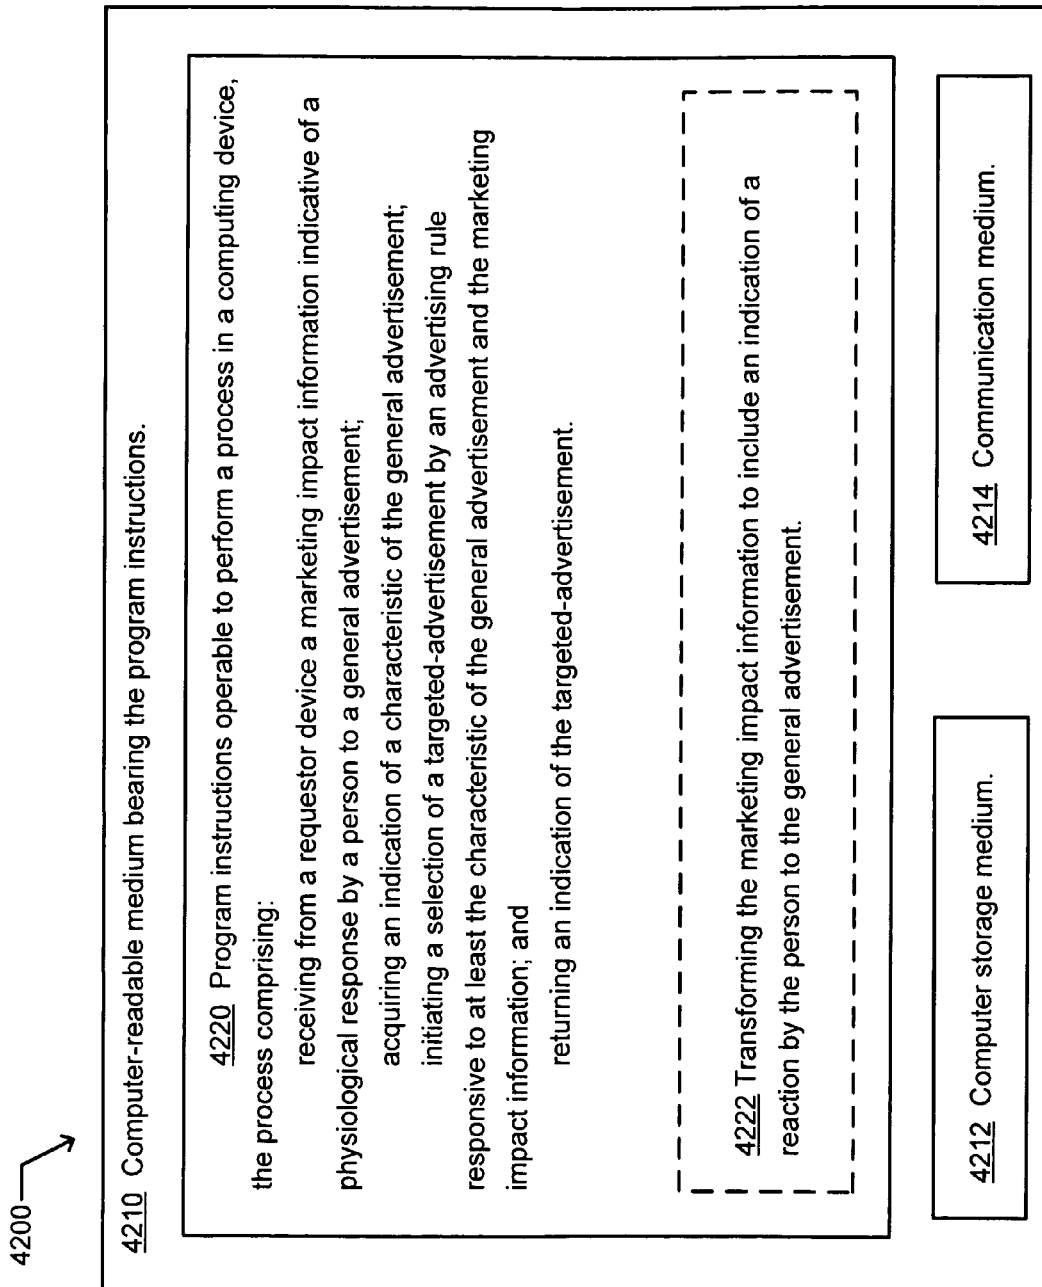 4200
4210 Computer-readable medium bearing the program instructions.
4220 Program instructions operable to perform a process in a computing device,
the process comprising:
receiving from a requestor device a marketing impact information indicative of a
physiological response by a person to a general advertisement;
acquiring an indication of a characteristic of the general advertisement;
initiating a selection of a targeted-advertisement by an advertising rule
responsive to at least the characteristic of the general advertisement and the marketing
impact information; and
returning an indication of the targeted-advertisement.
4222 Transforming the marketing impact information to include an indication of a
reaction by the person to the general advertisement.
4212 Computer storage medium.
4214 Communication medium.